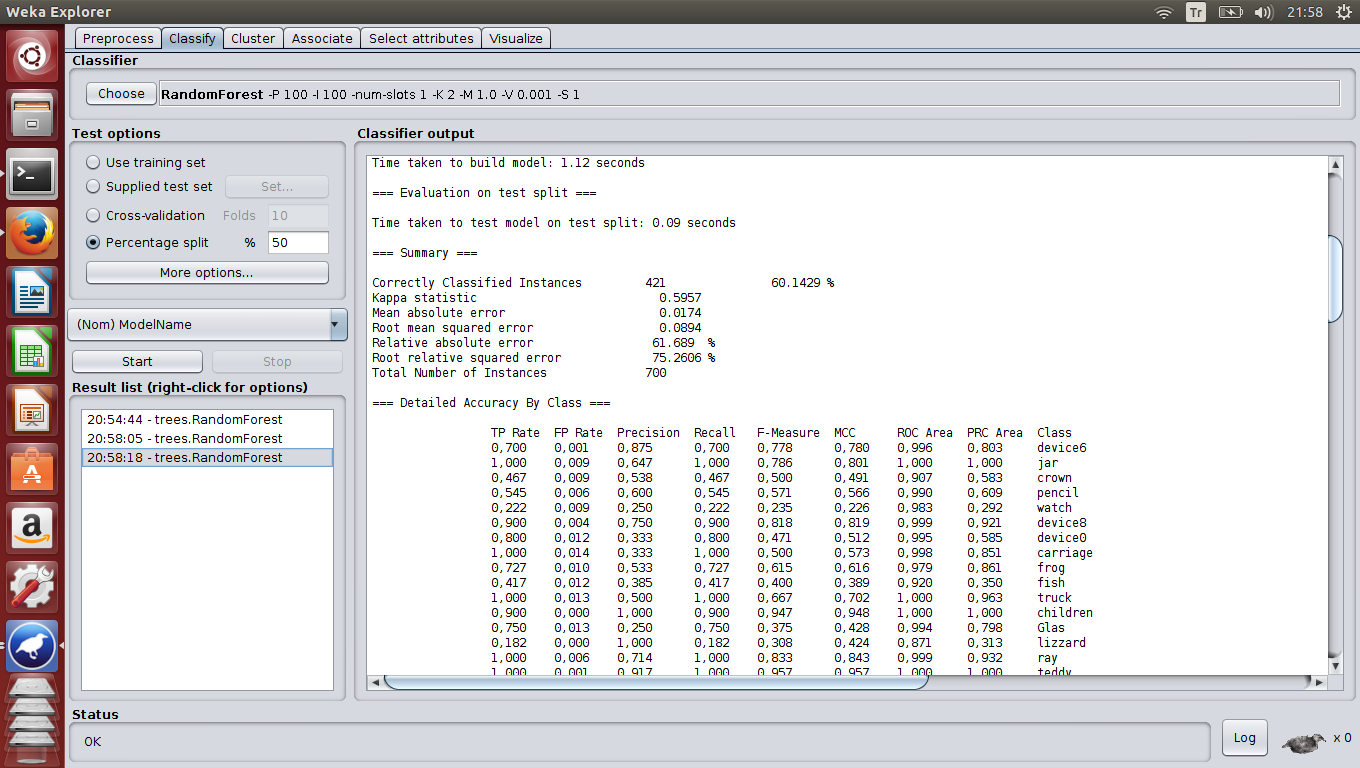 Weka Explorer
Tr
21:58
Preprocess Classify Cluster Associate Select attributes Visualize
Classifier
Choose RandomForest -P 100 -I 100 -num-slots 1 -K 2 -M 1.0 -V 0.001 -S 1
Test options
Use training set
Supplied test set Set...
Cross-validation Folds 10
Percentage split % 50
More options...
(Nom) ModelName
Start Stop
Result list (right-click for options)
20:54:44 - trees.RandomForest
20:58:05 - trees.RandomForest
20:58:18 - trees.RandomForest
Classifier output
Time taken to build model: 1.12 seconds
=== Evaluation on test split ===
Time taken to test model on test split: 0.09 seconds
=== Summary ===
Correctly Classified Instances 421 60.1429 %
Kappa statistic 0.5957
Mean absolute error 0.0174
Root mean squared error 0.0894
Relative absolute error 61.689 %
Root relative squared error 75.2606 %
Total Number of Instances 700
=== Detailed Accuracy By Class ===
TP Rate FP Rate Precision Recall F-Measure MCC ROC Area PRC Area Class
0,700 0,001 0,875 0,700 0,778 0,780 0,996 0,803 device6
1,000 0,009 0,647 1,000 0,786 0,801 1,000 1,000 jar
0,467 0,009 0,538 0,467 0,500 0,491 0,907 0,583 crown
0,545 0,006 0,600 0,545 0,571 0,566 0,990 0,609 pencil
0,222 0,009 0,250 0,222 0,235 0,226 0,983 0,292 watch
0,900 0,004 0,750 0,900 0,818 0,819 0,999 0,921 device8
0,800 0,012 0,333 0,800 0,471 0,512 0,995 0,585 device0
1,000 0,014 0,333 1,000 0,500 0,573 0,998 0,851 carriage
0,727 0,010 0,533 0,727 0,615 0,616 0,979 0,861 frog
0,417 0,012 0,385 0,417 0,400 0,389 0,920 0,350 fish
1,000 0,013 0,500 1,000 0,667 0,702 1,000 0,963 truck
0,900 0,000 1,000 0,900 0,947 0,948 1,000 1,000 children
0,750 0,013 0,250 0,750 0,375 0,428 0,994 0,798 Glas
0,182 0,000 1,000 0,182 0,308 0,424 0,871 0,313 lizzard
1,000 0,006 0,714 1,000 0,833 0,843 0,999 0,932 ray
1,000 0,001 0,917 1,000 0,957 0,957 1,000 1,000 teddy
Status
OK
Log
x 0